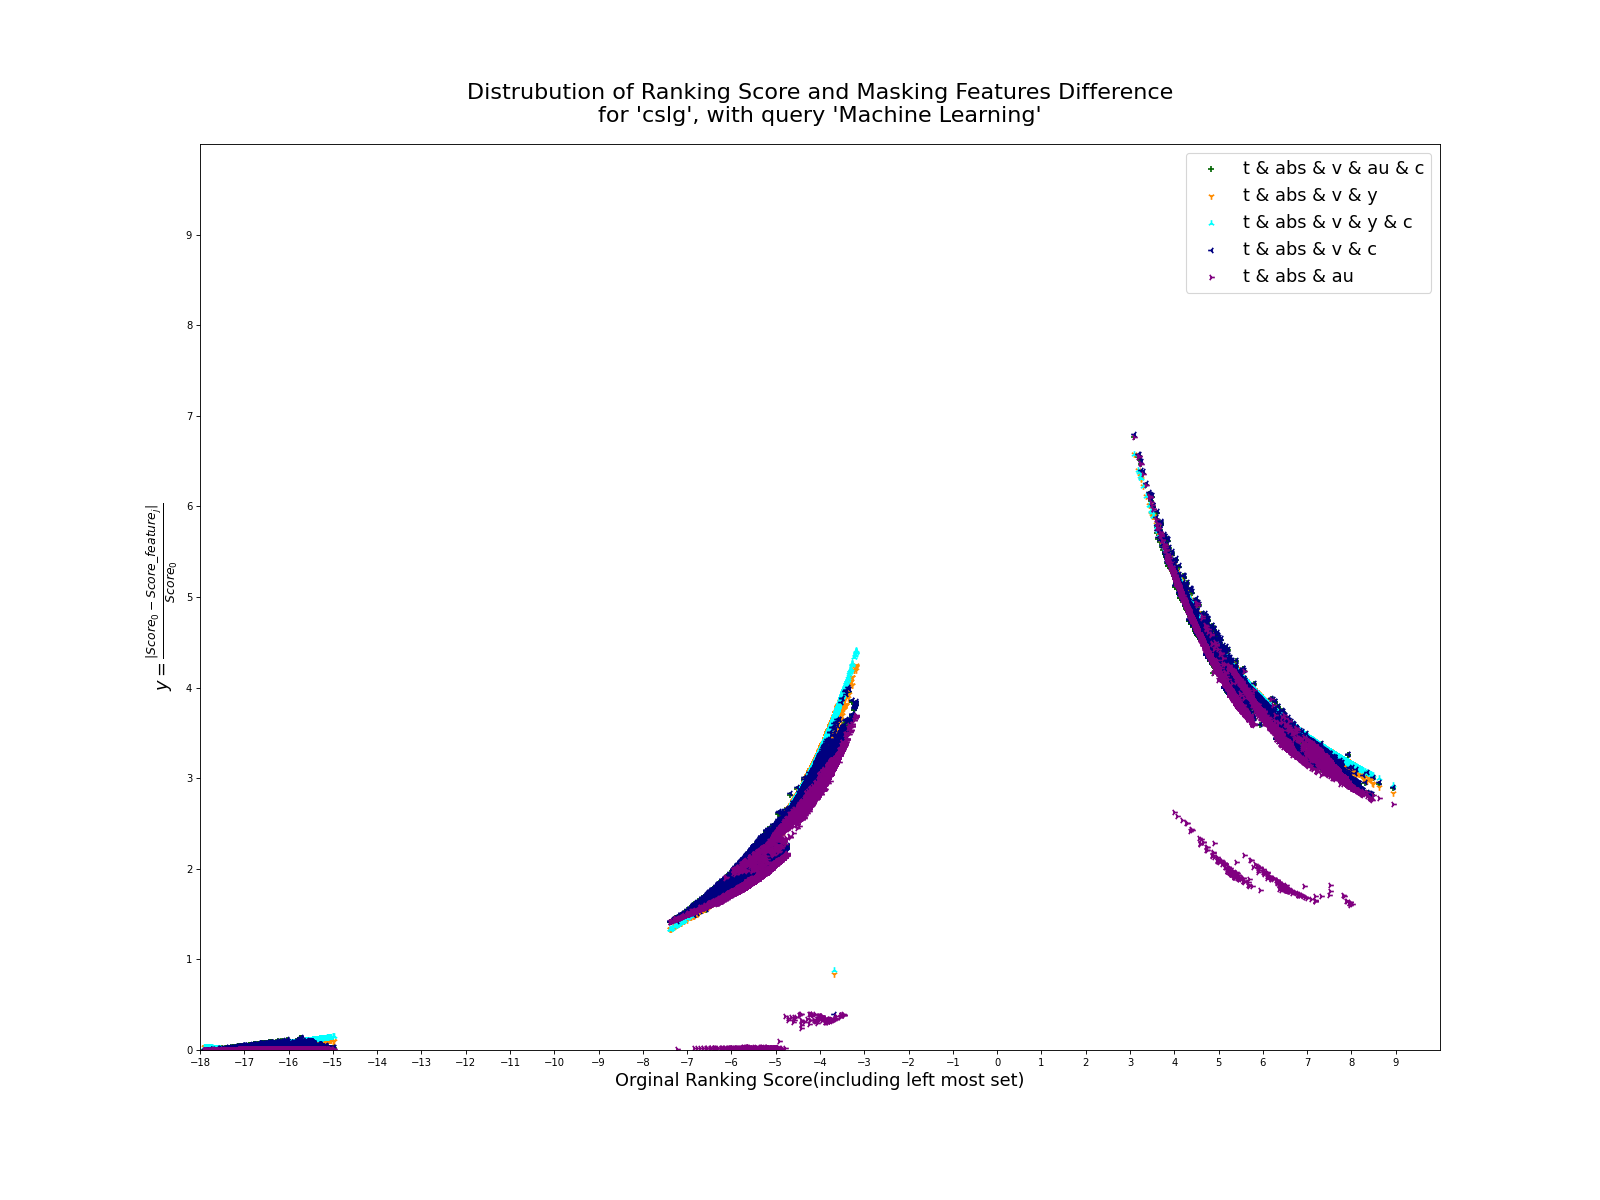 Distrubution of Ranking Score and Masking Features Difference
for 'cslg', with query 'Machine Learning'
t & abs & v & au & c
t & abs & v & y
t & abs & v & y & c
t & abs & v & c
t & abs & au
9
8
7
6
5
4
3
2
1
0
y = |Score₀ − Score_featureⱼ| / Score₀
−18 −17 −16 −15 −14 −13 −12 −11 −10 −9 −8 −7 −6 −5 −4 −3 −2 −1 0 1 2 3 4 5 6 7 8 9
Orginal Ranking Score(including left most set)